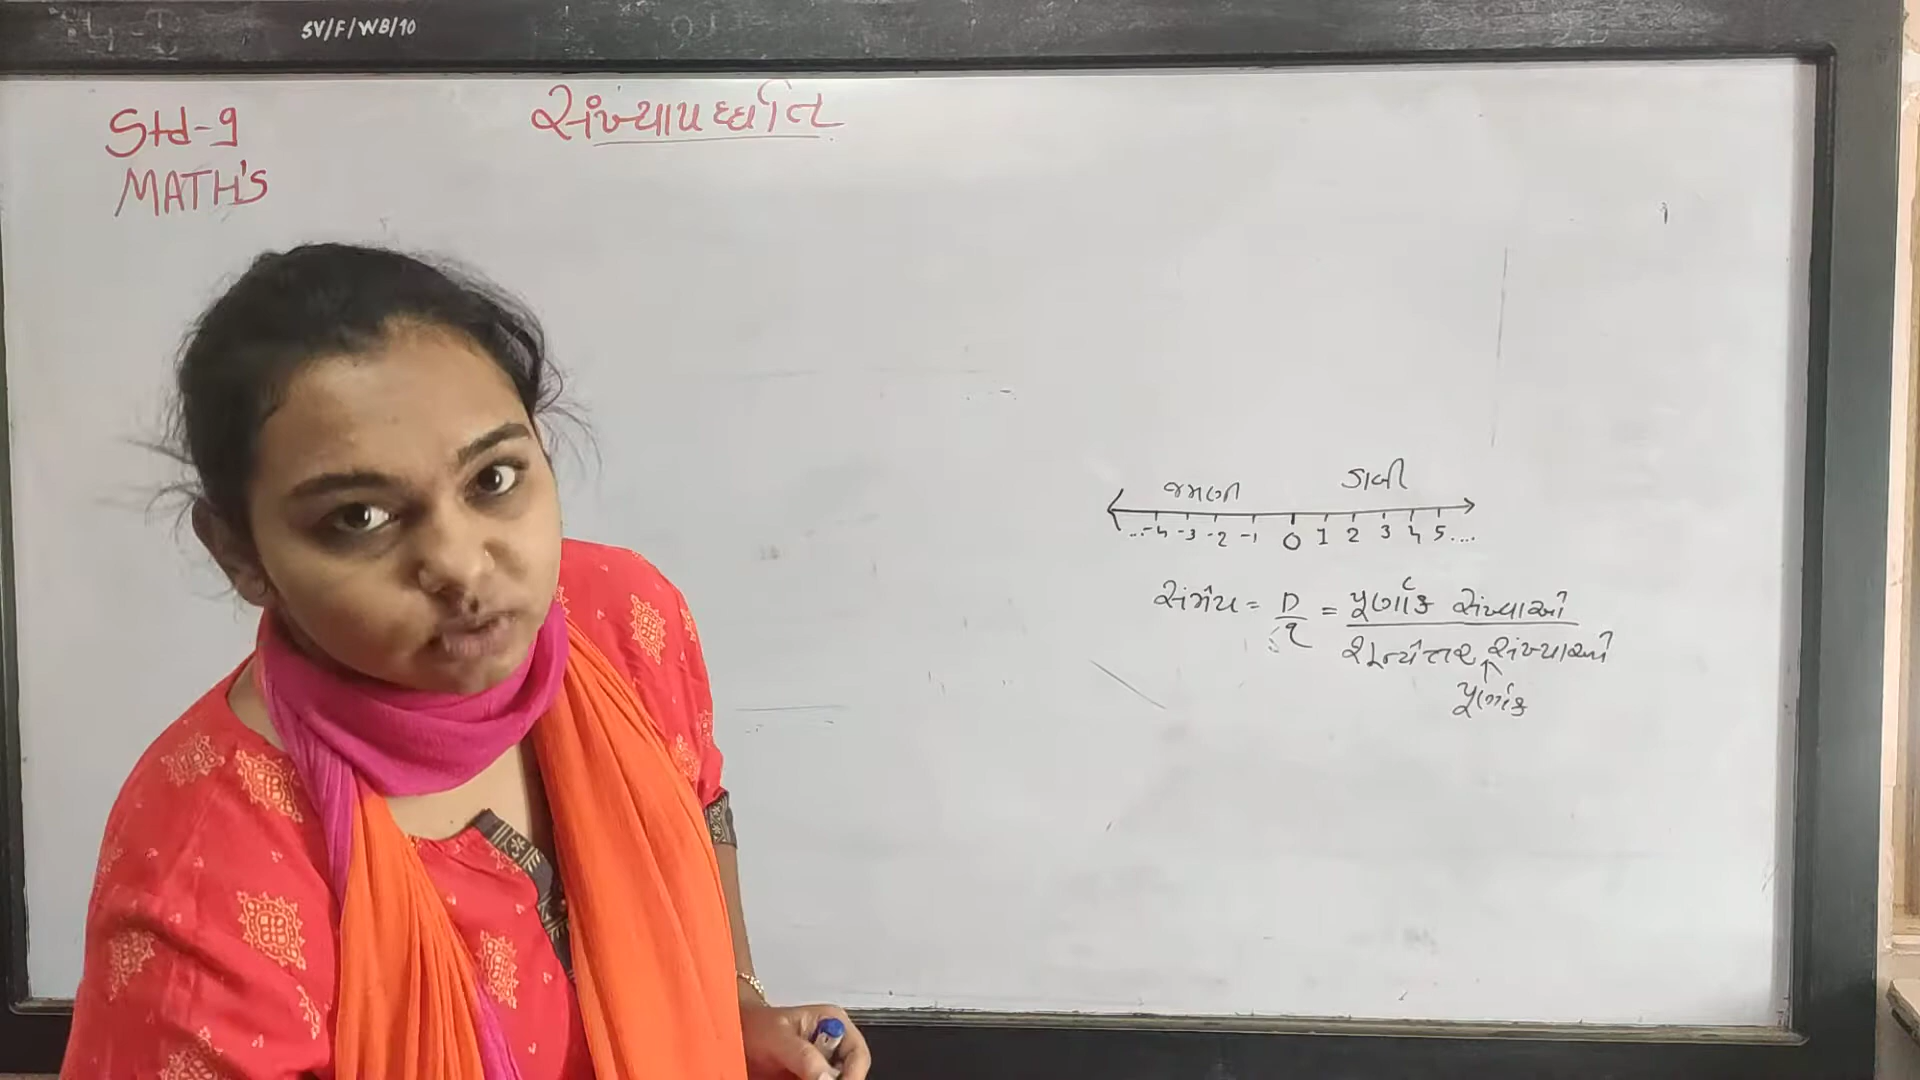 SV/F/WB/10
Std-9
MATH'S
સંખ્યાપધ્ધતિ
જમણી ડાબી
...-4 -3 -2 -1 0 1 2 3 4 5....
સંમેય = P/q = પૂર્ણાંક સંખ્યાઓ / શૂન્યેત્તર સંખ્યાઓ
પૂર્ણાંક